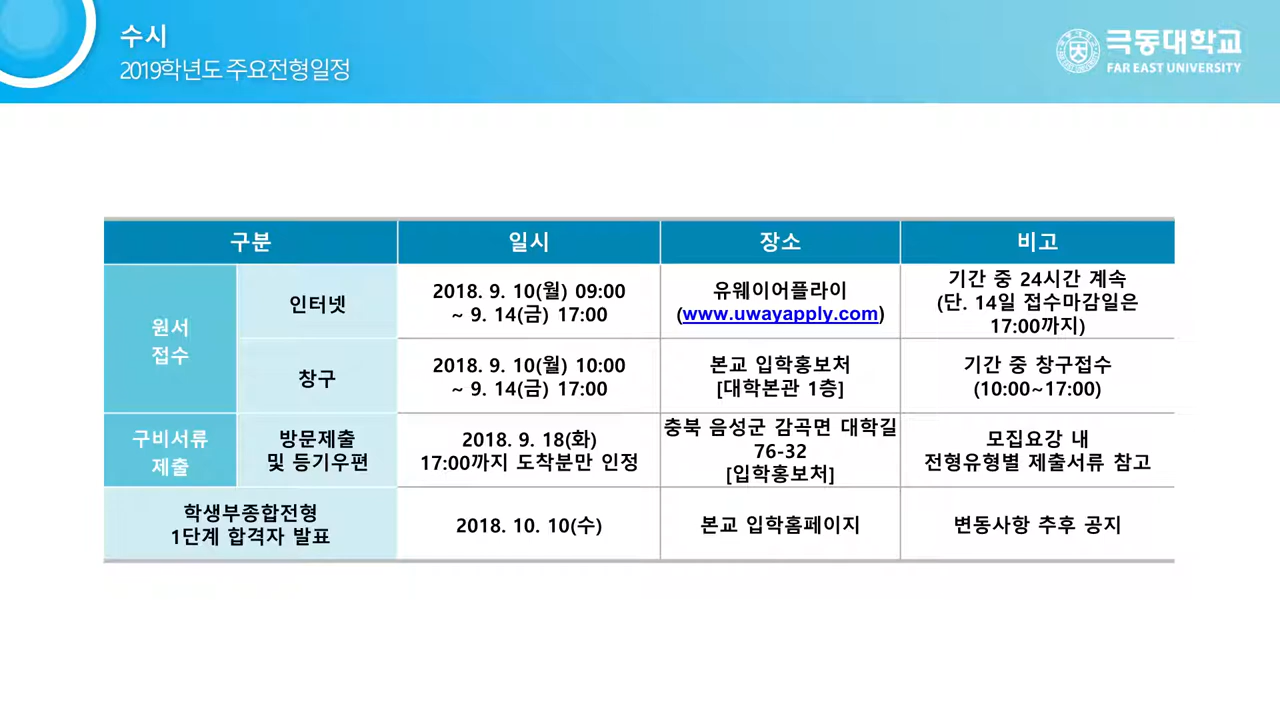 수시
2019학년도 주요전형일정
극동대학교
FAR EAST UNIVERSITY
구분
일시
장소
비고
원서
접수
인터넷
2018. 9. 10(월) 09:00
~ 9. 14(금) 17:00
유웨이어플라이
(www.uwayapply.com)
기간 중 24시간 계속
(단. 14일 접수마감일은
17:00까지)
창구
2018. 9. 10(월) 10:00
~ 9. 14(금) 17:00
본교 입학홍보처
[대학본관 1층]
기간 중 창구접수
(10:00~17:00)
구비서류
제출
방문제출
및 등기우편
2018. 9. 18(화)
17:00까지 도착분만 인정
충북 음성군 감곡면 대학길
76-32
[입학홍보처]
모집요강 내
전형유형별 제출서류 참고
학생부종합전형
1단계 합격자 발표
2018. 10. 10(수)
본교 입학홈페이지
변동사항 추후 공지